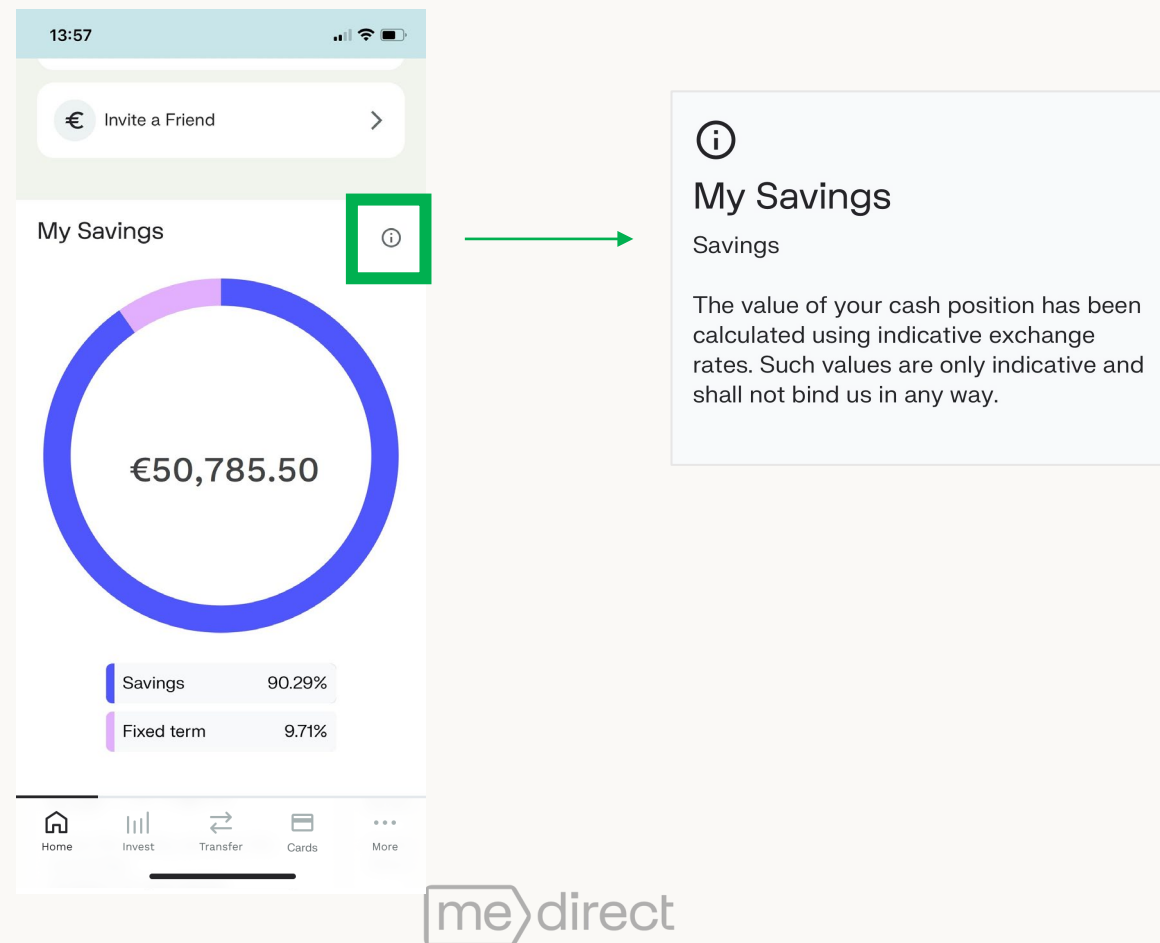 13:57
€ Invite a Friend
My Savings
€50,785.50
Savings 90.29%
Fixed term 9.71%
Home Invest Transfer Cards More
My Savings
Savings
The value of your cash position has been
calculated using indicative exchange
rates. Such values are only indicative and
shall not bind us in any way.
me direct